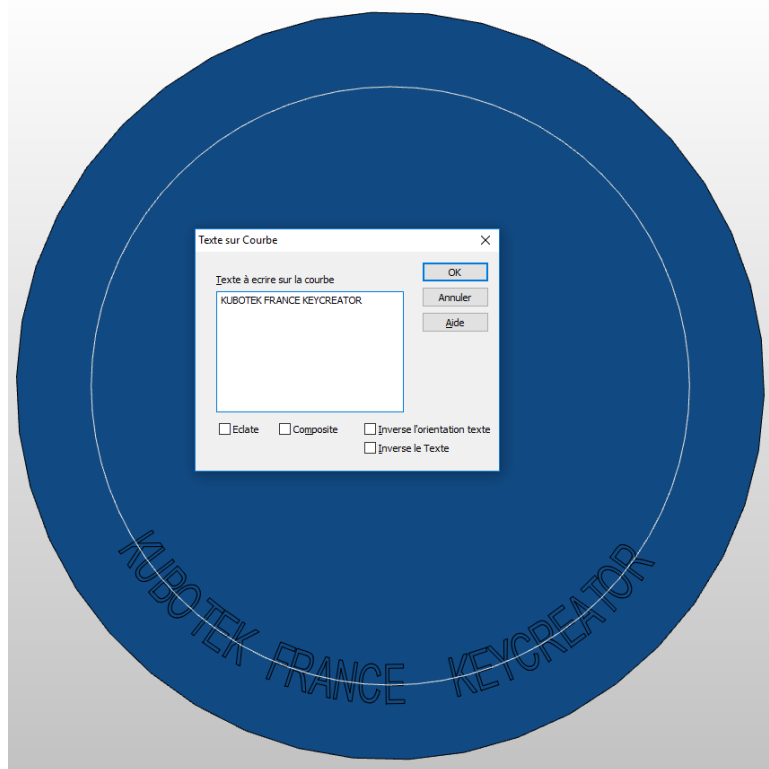 Texte sur Courbe
Texte à ecrire sur la courbe
KUBOTEK FRANCE KEYCREATOR
OK
Annuler
Aide
Eclate
Composite
Inverse l'orientation texte
Inverse le Texte
KUBOTEK FRANCE KEYCREATOR